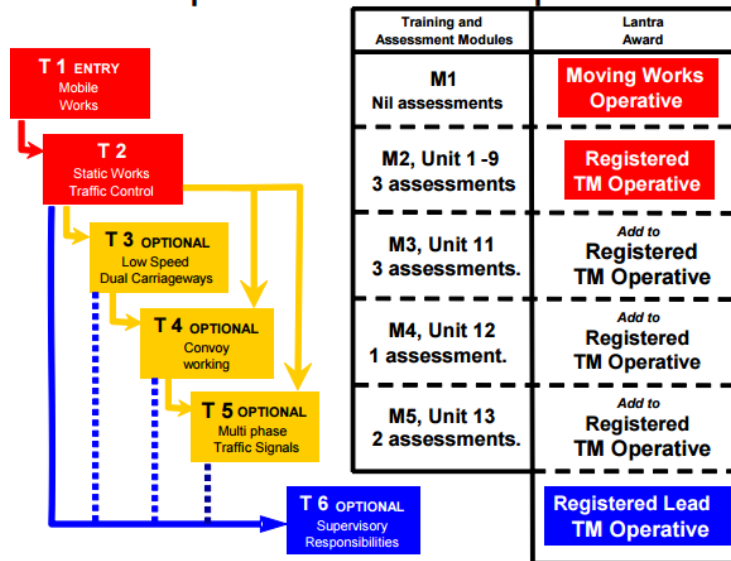 Training and
Assessment Modules
Lantra
Award
T 1 ENTRY
Mobile
Works
M1
Nil assessments
Moving Works
Operative
T 2
Static Works
Traffic Control
M2, Unit 1 -9
3 assessments
Registered
TM Operative
T 3 OPTIONAL
Low Speed
Dual Carriageways
M3, Unit 11
3 assessments.
Add to
Registered
TM Operative
T 4 OPTIONAL
Convoy
working
M4, Unit 12
1 assessment.
Add to
Registered
TM Operative
T 5 OPTIONAL
Multi phase
Traffic Signals
M5, Unit 13
2 assessments.
Add to
Registered
TM Operative
T 6 OPTIONAL
Supervisory
Responsibilities
Registered Lead
TM Operative